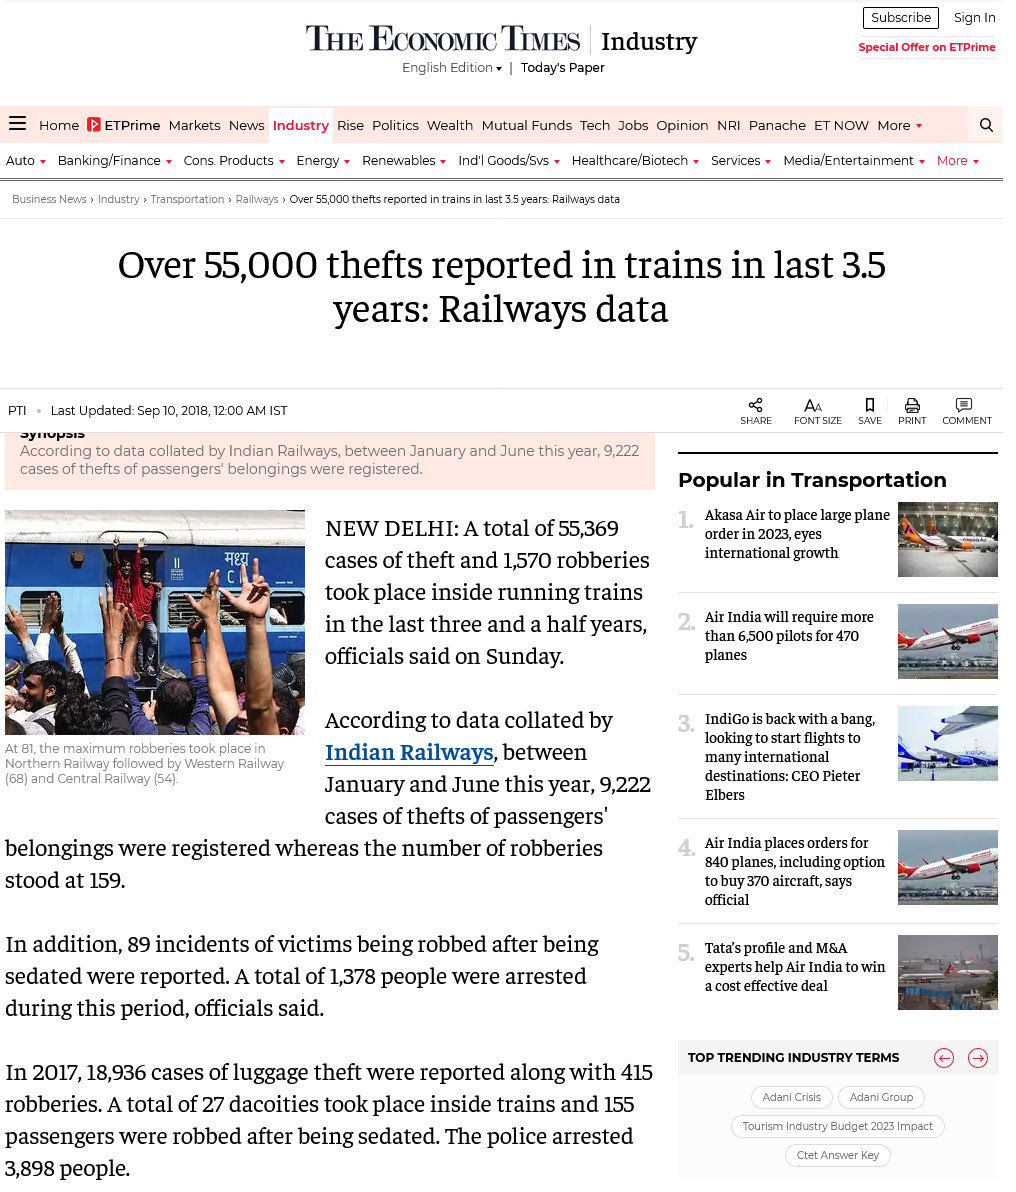 Subscribe
Sign In
THE ECONOMIC TIMES
Industry
Special Offer on ETPrime
English Edition
|
Today's Paper
Home
ETPrime
Markets
News
Industry
Rise
Politics
Wealth
Mutual Funds
Tech
Jobs
Opinion
NRI
Panache
ET NOW
More
Auto
Banking/Finance
Cons. Products
Energy
Renewables
Ind'l Goods/Svs
Healthcare/Biotech
Services
Media/Entertainment
More
Business News › Industry › Transportation › Railways › Over 55,000 thefts reported in trains in last 3.5 years: Railways data
Over 55,000 thefts reported in trains in last 3.5
years: Railways data
PTI • Last Updated: Sep 10, 2018, 12:00 AM IST
SHARE
FONT SIZE
SAVE
PRINT
COMMENT
Synopsis
According to data collated by Indian Railways, between January and June this year, 9,222
cases of thefts of passengers' belongings were registered.
मध्य
C
At 81, the maximum robberies took place in
Northern Railway followed by Western Railway
(68) and Central Railway (54).
NEW DELHI: A total of 55,369
cases of theft and 1,570 robberies
took place inside running trains
in the last three and a half years,
officials said on Sunday.
According to data collated by
Indian Railways, between
January and June this year, 9,222
cases of thefts of passengers'
belongings were registered whereas the number of robberies
stood at 159.
In addition, 89 incidents of victims being robbed after being
sedated were reported. A total of 1,378 people were arrested
during this period, officials said.
In 2017, 18,936 cases of luggage theft were reported along with 415
robberies. A total of 27 dacoities took place inside trains and 155
passengers were robbed after being sedated. The police arrested
3,898 people.
Popular in Transportation
1.
Akasa Air to place large plane
order in 2023, eyes
international growth
2.
Air India will require more
than 6,500 pilots for 470
planes
3.
IndiGo is back with a bang,
looking to start flights to
many international
destinations: CEO Pieter
Elbers
4.
Air India places orders for
840 planes, including option
to buy 370 aircraft, says
official
5.
Tata's profile and M&A
experts help Air India to win
a cost effective deal
TOP TRENDING INDUSTRY TERMS
Adani Crisis
Adani Group
Tourism Industry Budget 2023 Impact
Ctet Answer Key